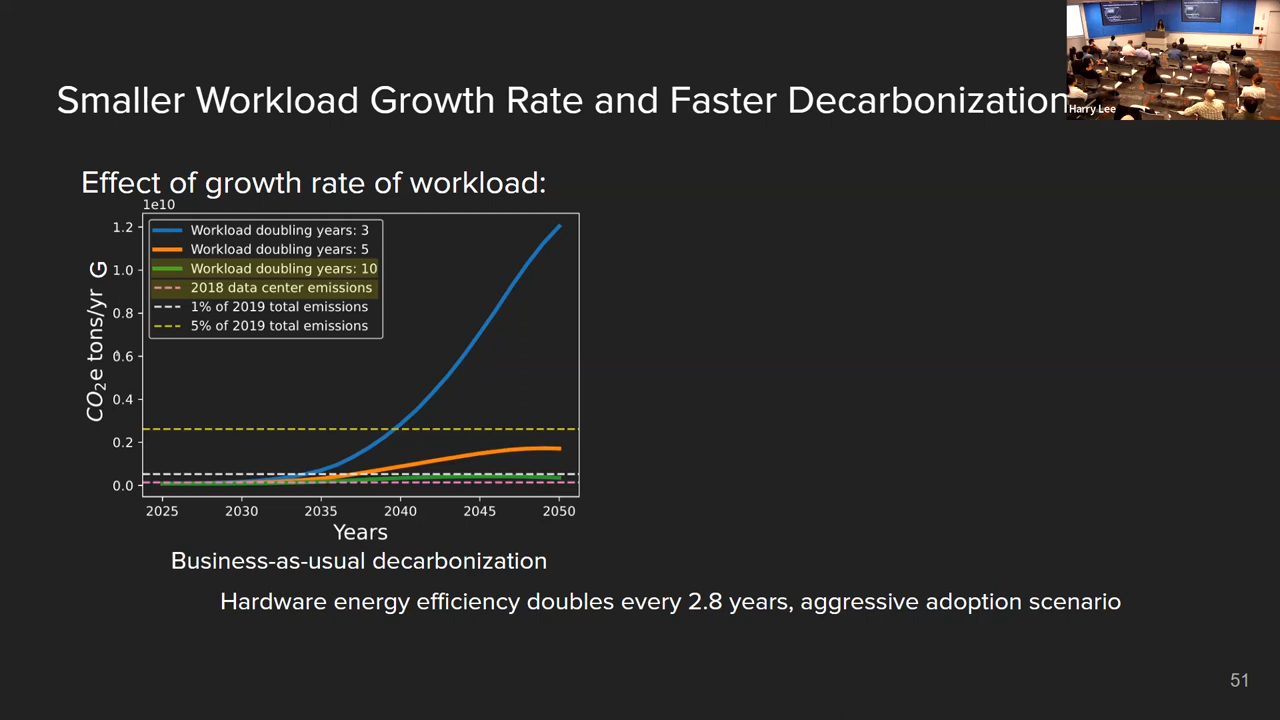 Smaller Workload Growth Rate and Faster Decarbonization
Harry Lee
Effect of growth rate of workload:
1e10
Workload doubling years: 3
Workload doubling years: 5
Workload doubling years: 10
2018 data center emissions
1% of 2019 total emissions
5% of 2019 total emissions
1.2
1.0
0.8
0.6
0.4
0.2
0.0
CO₂e tons/yr G
2025 2030 2035 2040 2045 2050
Years
Business-as-usual decarbonization
Hardware energy efficiency doubles every 2.8 years, aggressive adoption scenario
51